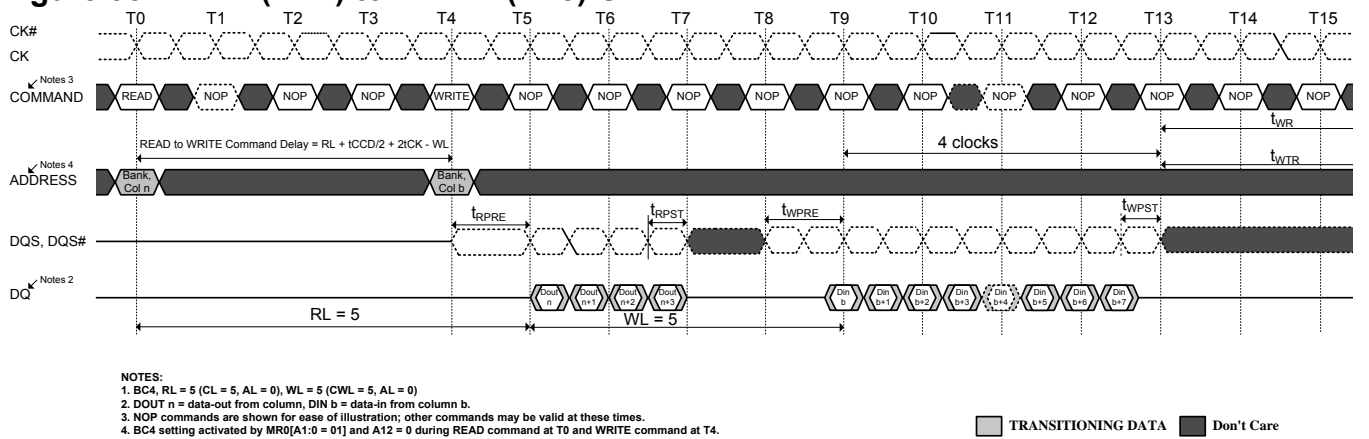 T0 T1 T2 T3 T4 T5 T6 T7 T8 T9 T10 T11 T12 T13 T14 T15
CK#
CK
Notes 3
COMMAND READ NOP NOP NOP WRITE NOP NOP NOP NOP NOP NOP NOP NOP NOP NOP NOP
tWR
READ to WRITE Command Delay = RL + tCCD/2 + 2tCK - WL
4 clocks
tWTR
Notes 4
ADDRESS
Bank, Col n
Bank, Col b
tRPRE tRPST tWPRE tWPST
DQS, DQS#
Notes 2
DQ
Dout n
Dout n+1
Dout n+2
Dout n+3
Din b
Din b+1
Din b+2
Din b+3
Din b+4
Din b+5
Din b+6
Din b+7
RL = 5
WL = 5
NOTES:
1. BC4, RL = 5 (CL = 5, AL = 0), WL = 5 (CWL = 5, AL = 0)
2. DOUT n = data-out from column, DIN b = data-in from column b.
3. NOP commands are shown for ease of illustration; other commands may be valid at these times.
4. BC4 setting activated by MR0[A1:0 = 01] and A12 = 0 during READ command at T0 and WRITE command at T4.
TRANSITIONING DATA
Don't Care